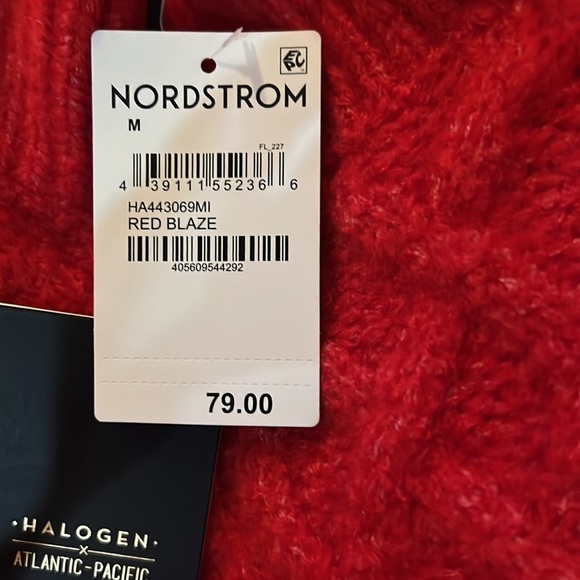 NORDSTROM
M
FL_227
4 39111 55236 6
HA443069MI
RED BLAZE
405609544292
79.00
·HALOGEN·
×
ATLANTIC-PACIFIC